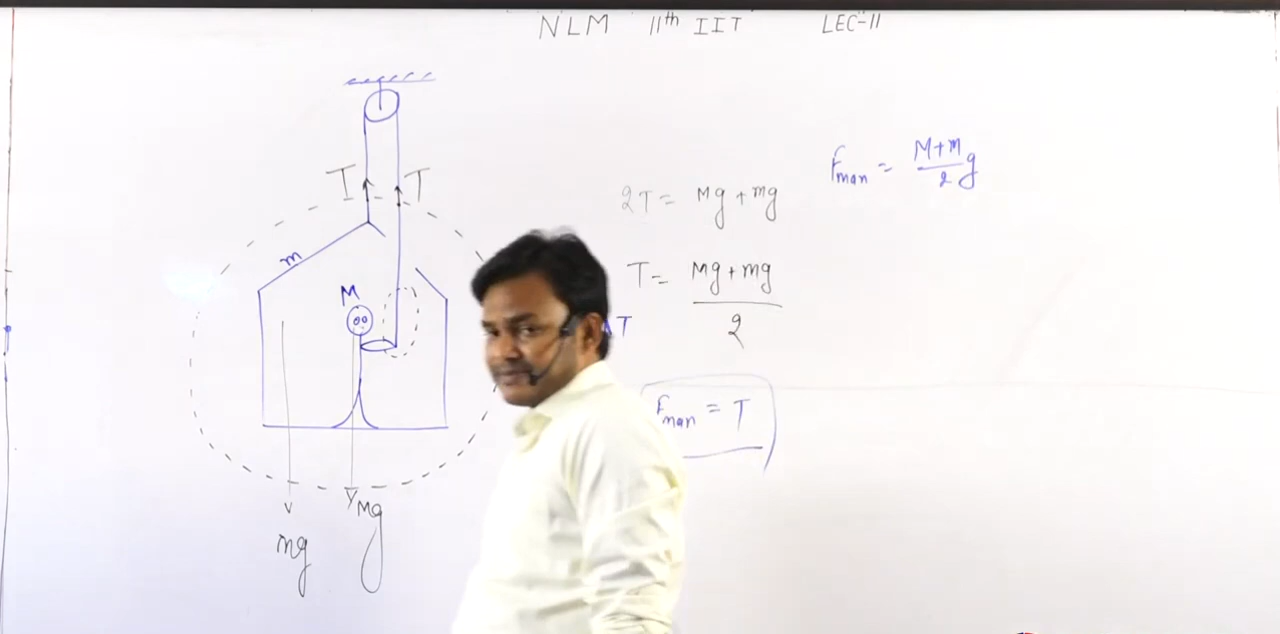 NLM 11th IIT LEC-11
T T
m
M
mg
Mg
2T = Mg + mg
T = Mg + mg / 2
T
Fman = T
Fman = M+m / 2 g